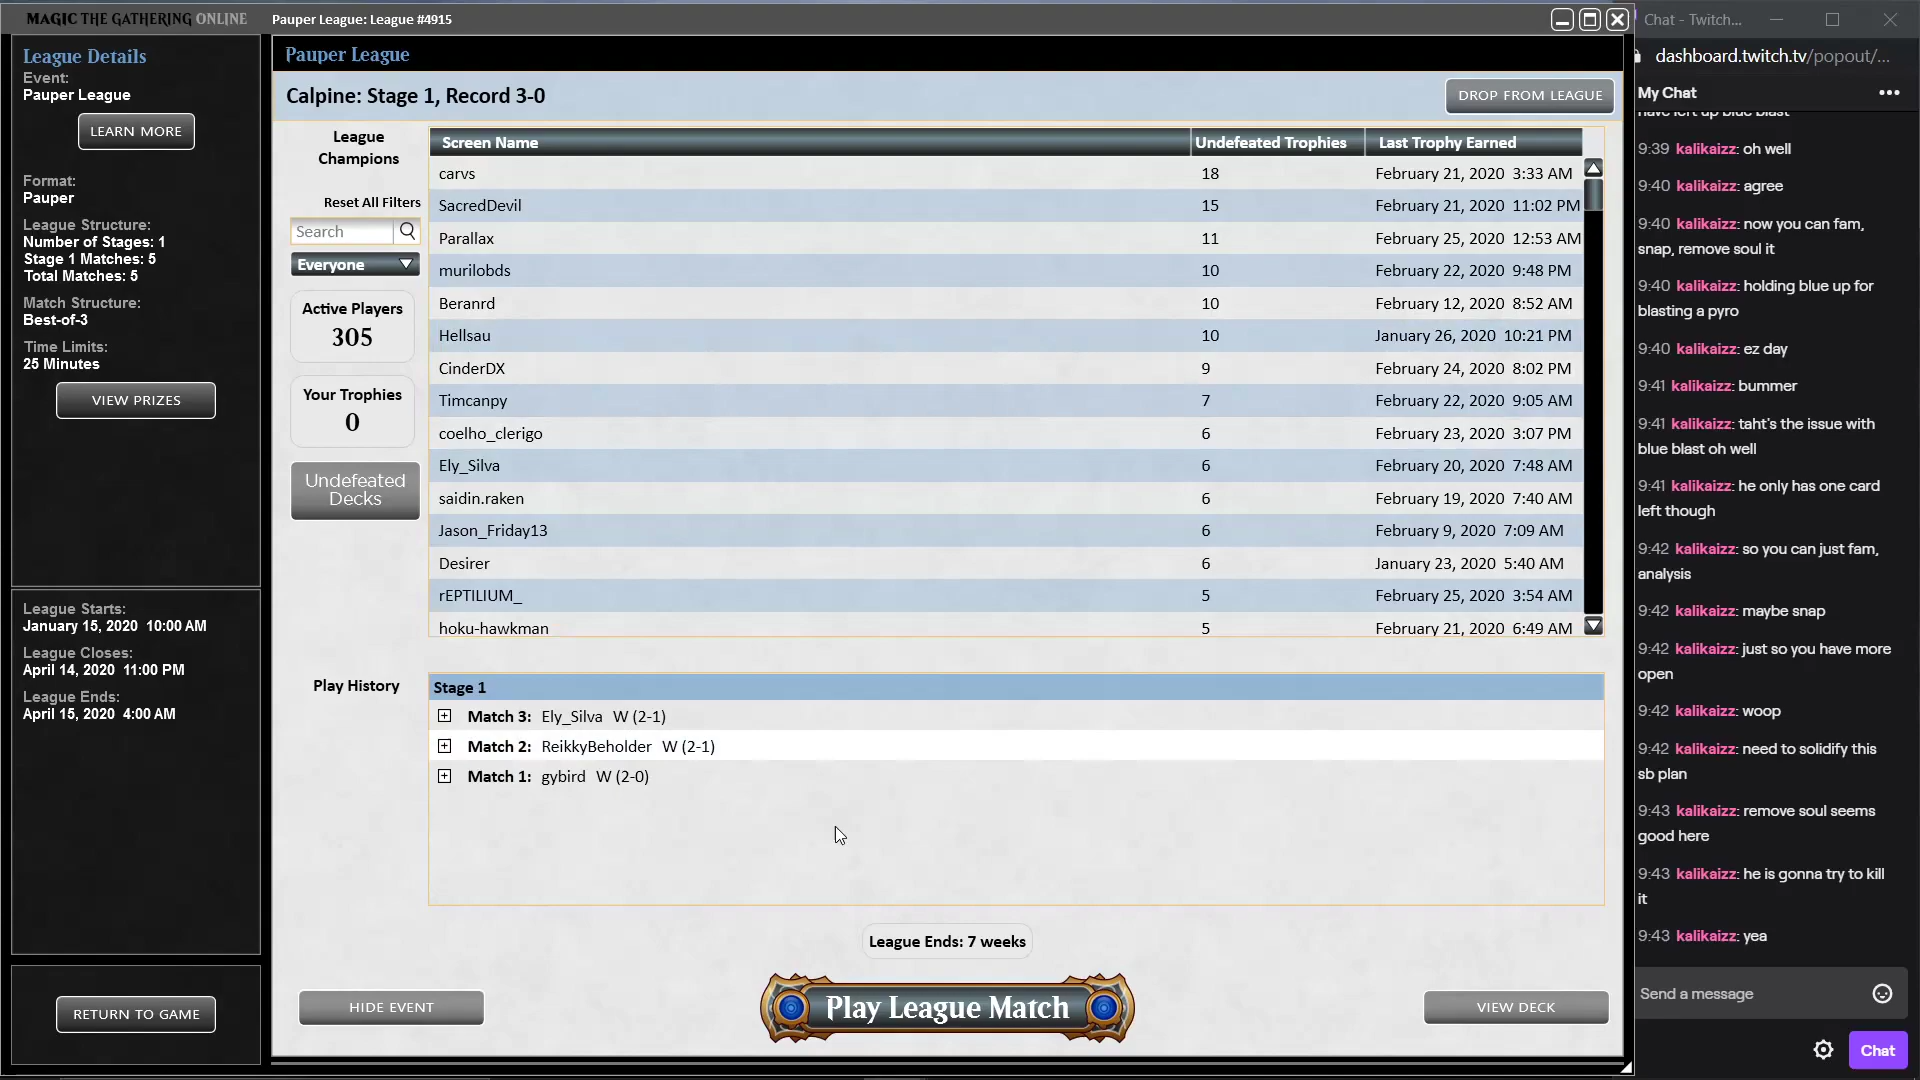 MAGIC THE GATHERING ONLINE
Pauper League: League #4915
League Details
Event:
Pauper League
LEARN MORE
Format:
Pauper
League Structure:
Number of Stages: 1
Stage 1 Matches: 5
Total Matches: 5
Match Structure:
Best-of-3
Time Limits:
25 Minutes
VIEW PRIZES
League Starts:
January 15, 2020 10:00 AM
League Closes:
April 14, 2020 11:00 PM
League Ends:
April 15, 2020 4:00 AM
RETURN TO GAME
Pauper League
Calpine: Stage 1, Record 3-0
DROP FROM LEAGUE
League
Champions
Reset All Filters
Search
Everyone
Active Players
305
Your Trophies
0
Undefeated
Decks
Screen Name Undefeated Trophies Last Trophy Earned
carvs 18 February 21, 2020 3:33 AM
SacredDevil 15 February 21, 2020 11:02 PM
Parallax 11 February 25, 2020 12:53 AM
murilobds 10 February 22, 2020 9:48 PM
Beranrd 10 February 12, 2020 8:52 AM
Hellsau 10 January 26, 2020 10:21 PM
CinderDX 9 February 24, 2020 8:02 PM
Timcanpy 7 February 22, 2020 9:05 AM
coelho_clerigo 6 February 23, 2020 3:07 PM
Ely_Silva 6 February 20, 2020 7:48 AM
saidin.raken 6 February 19, 2020 7:40 AM
Jason_Friday13 6 February 9, 2020 7:09 AM
Desirer 6 January 23, 2020 5:40 AM
rEPTILIUM_ 5 February 25, 2020 3:54 AM
hoku-hawkman 5 February 21, 2020 6:49 AM
Play History
Stage 1
Match 3: Ely_Silva W (2-1)
Match 2: ReikkyBeholder W (2-1)
Match 1: gybird W (2-0)
League Ends: 7 weeks
HIDE EVENT
Play League Match
VIEW DECK
Chat - Twitch...
dashboard.twitch.tv/popout/...
My Chat
have left up blue blast
9:39 kalikaizz: oh well
9:40 kalikaizz: agree
9:40 kalikaizz: now you can fam,
snap, remove soul it
9:40 kalikaizz: holding blue up for
blasting a pyro
9:40 kalikaizz: ez day
9:41 kalikaizz: bummer
9:41 kalikaizz: taht's the issue with
blue blast oh well
9:41 kalikaizz: he only has one card
left though
9:42 kalikaizz: so you can just fam,
analysis
9:42 kalikaizz: maybe snap
9:42 kalikaizz: just so you have more
open
9:42 kalikaizz: woop
9:42 kalikaizz: need to solidify this
sb plan
9:43 kalikaizz: remove soul seems
good here
9:43 kalikaizz: he is gonna try to kill
it
9:43 kalikaizz: yea
Send a message
Chat